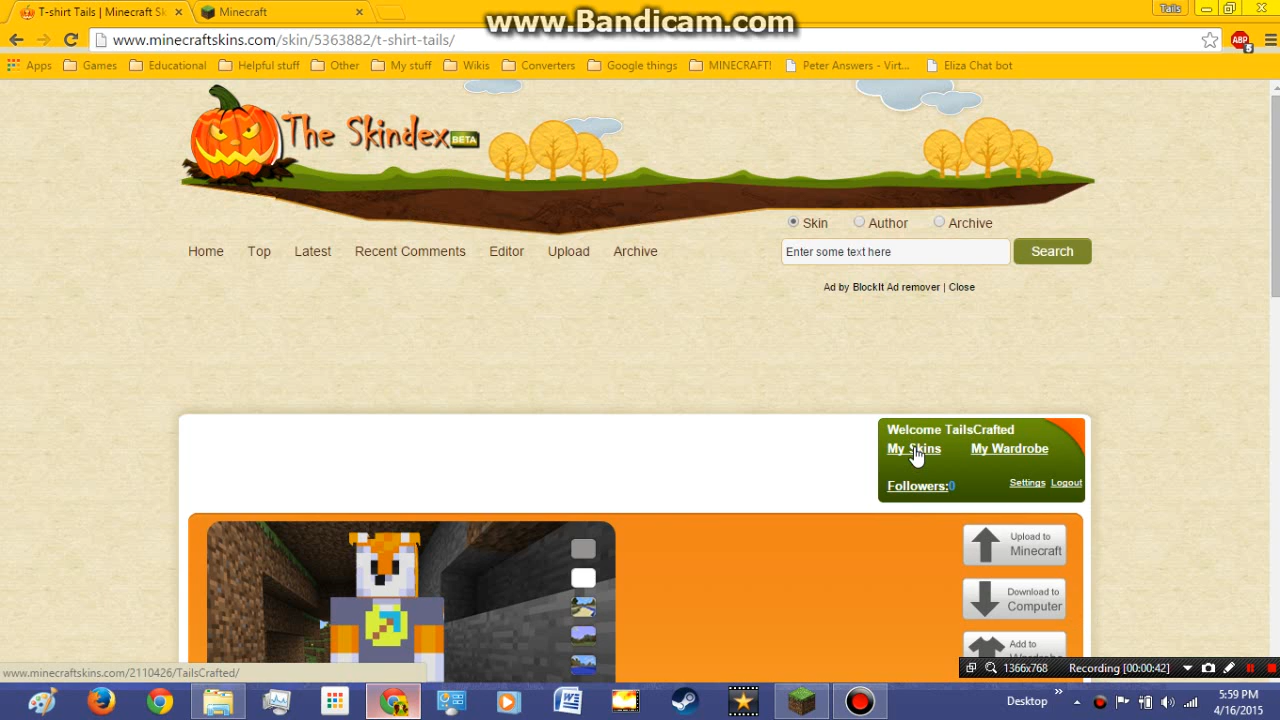 www.Bandicam.com
T-shirt Tails | Minecraft Sk
Minecraft
Tails
www.minecraftskins.com/skin/5363882/t-shirt-tails/
ABP
5
Apps
Games
Educational
Helpful stuff
Other
My stuff
Wikis
Converters
Google things
MINECRAFT!
Peter Answers - Virt...
Eliza Chat bot
The Skindex BETA
Skin
Author
Archive
Home
Top
Latest
Recent Comments
Editor
Upload
Archive
Enter some text here
Search
Ad by BlockIt Ad remover | Close
Welcome TailsCrafted
My Skins
My Wardrobe
Followers:0
Settings
Logout
Upload to
Minecraft
Download to
Computer
Add to
www.minecraftskins.com/2110426/TailsCrafted/
1366x768
Recording [00:00:42]
Desktop
5:59 PM
4/16/2015